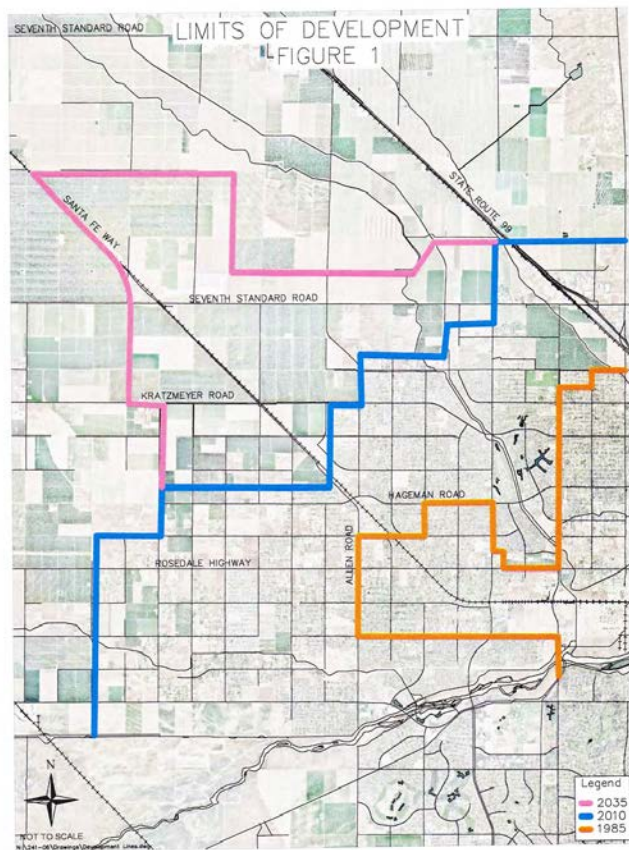 LIMITS OF DEVELOPMENT
FIGURE 1
SEVENTH STANDARD ROAD
STATE ROUTE 99
SANTA FE WAY
SEVENTH STANDARD ROAD
KRATZMEYER ROAD
HAGEMAN ROAD
ALLEN ROAD
ROSEDALE HIGHWAY
N
NOT TO SCALE
Legend
2035
2010
1985